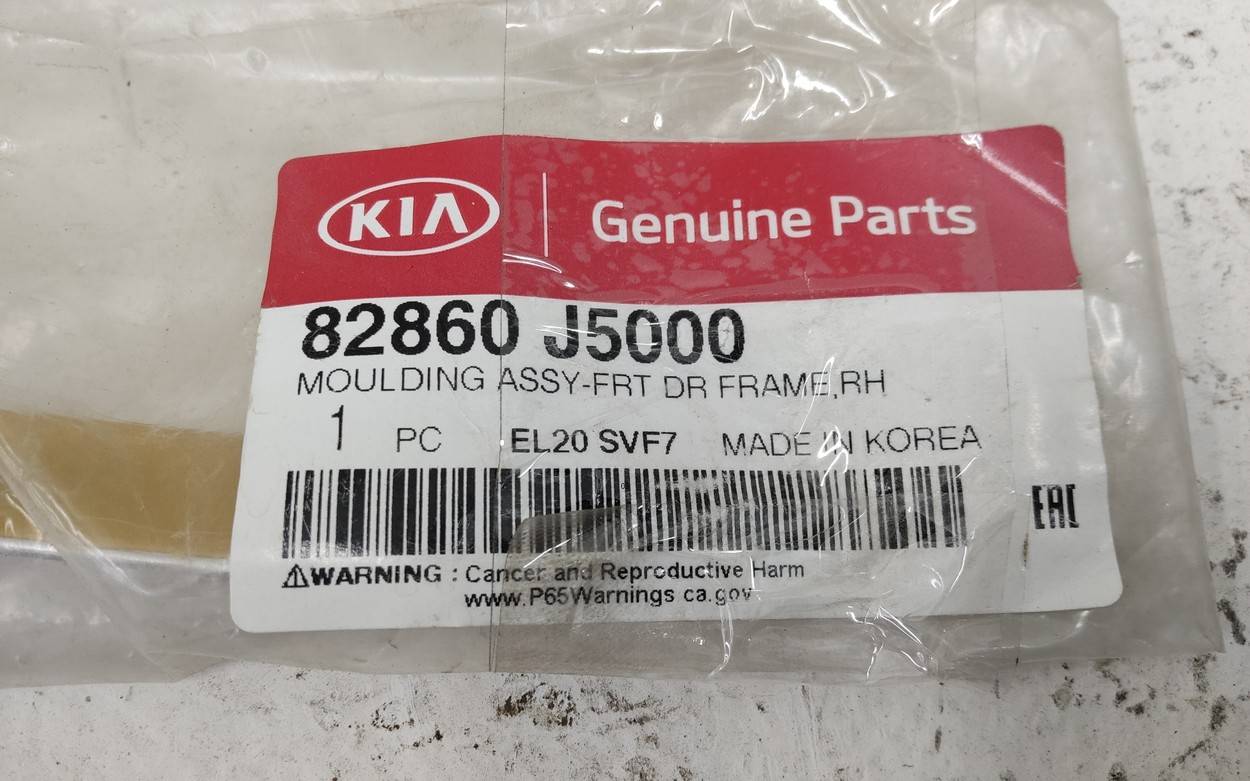 KIA Genuine Parts
82860 J5000
MOULDING ASSY-FRT DR FRAME,RH
1 PC EL20 SVF7 MADE IN KOREA
EAC
WARNING : Cancer and Reproductive Harm
www.P65Warnings ca.gov